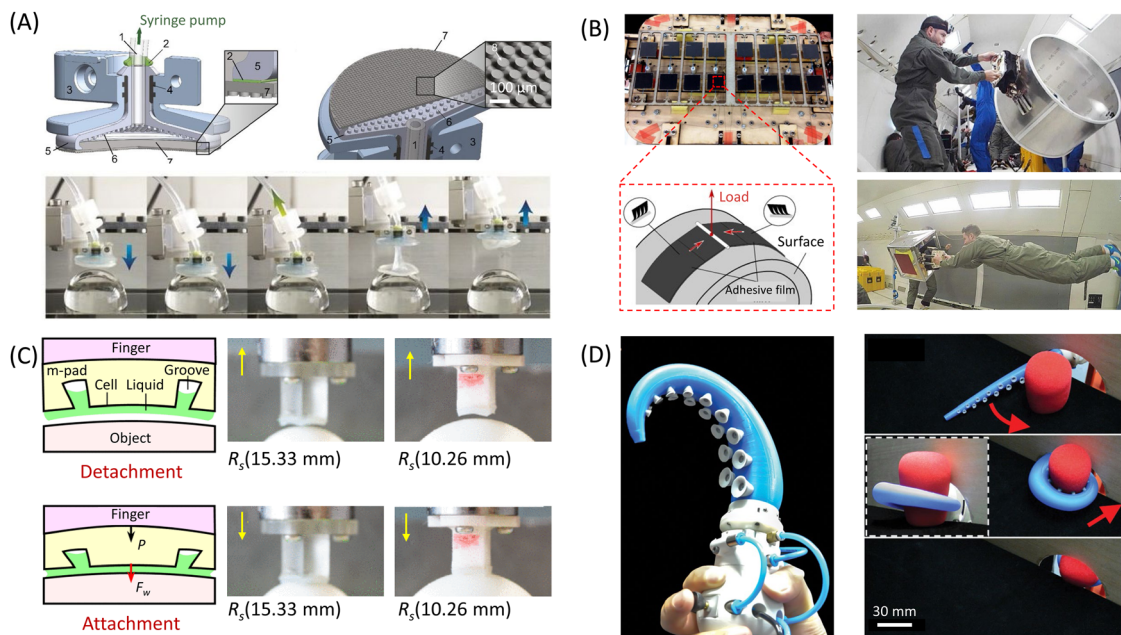 (A)
Syringe pump
1
2
3
4
5
6
7
2
5
7
7
8
100 μm
5
6
1
4
3
(B)
Load
Surface
Adhesive film
(C)
Finger
m-pad
Groove
Cell
Liquid
Object
Detachment
Rs(15.33 mm)
Rs(10.26 mm)
Finger
P
Fw
Attachment
Rs(15.33 mm)
Rs(10.26 mm)
(D)
30 mm